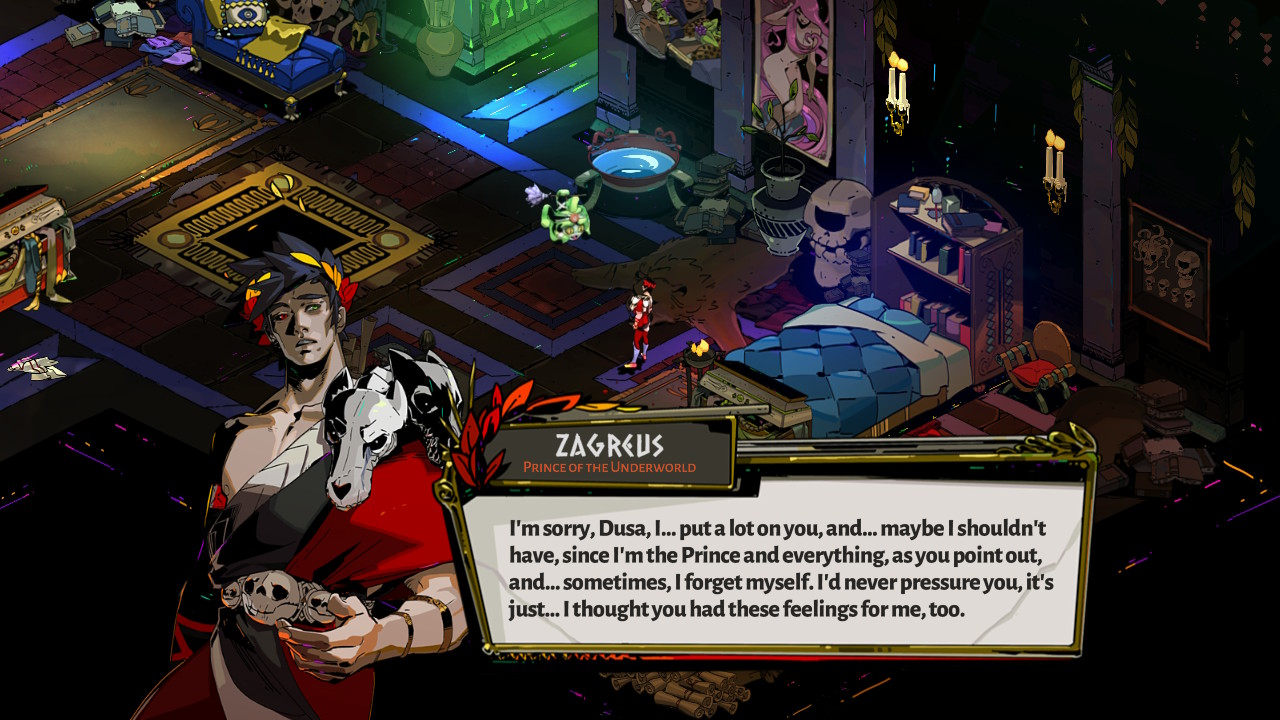 ZAGREUS
PRINCE OF THE UNDERWORLD
I'm sorry, Dusa, I... put a lot on you, and... maybe I shouldn't
have, since I'm the Prince and everything, as you point out,
and... sometimes, I forget myself. I'd never pressure you, it's
just... I thought you had these feelings for me, too.